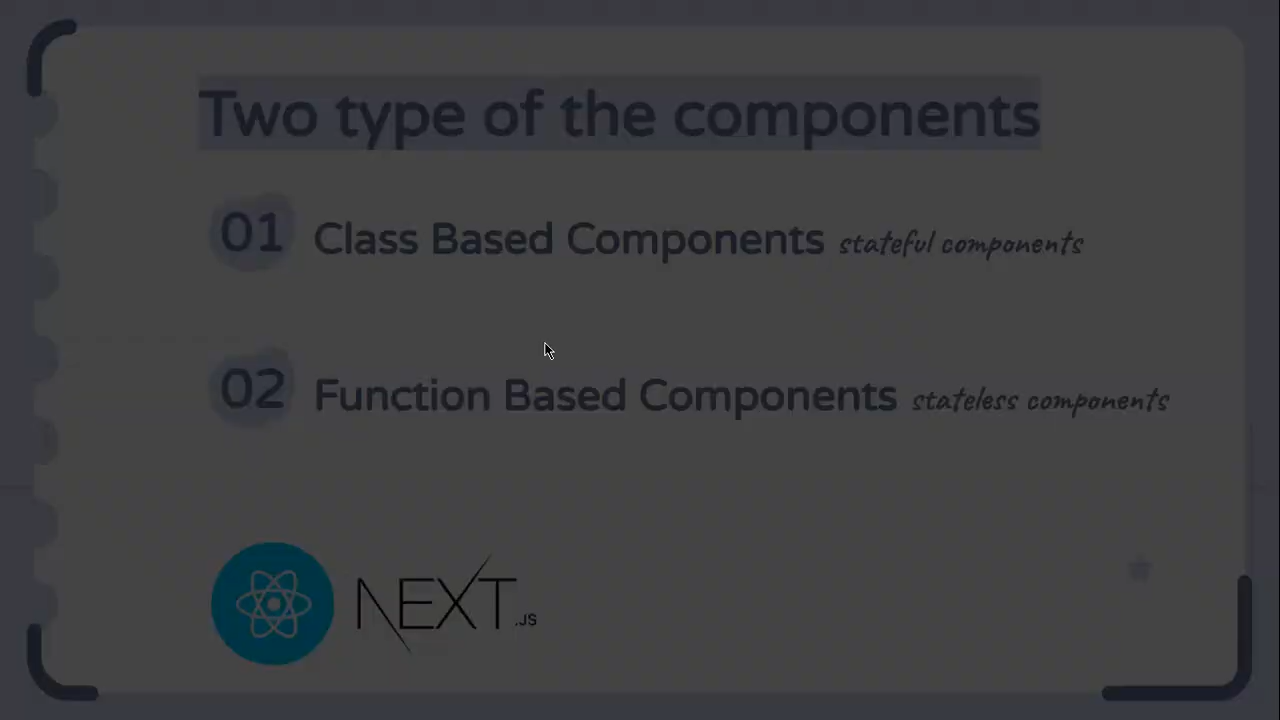 Two type of the components
01 Class Based Components stateful components
02 Function Based Components stateless components
NEXT.JS